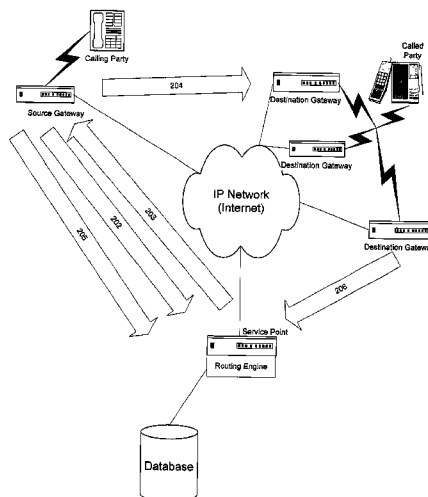 Calling Party
Called
Party
204
Source Gateway
Destination Gateway
Destination Gateway
IP Network
(Internet)
203
202
205
Destination Gatew
206
Service Point
Routing Engine
Database